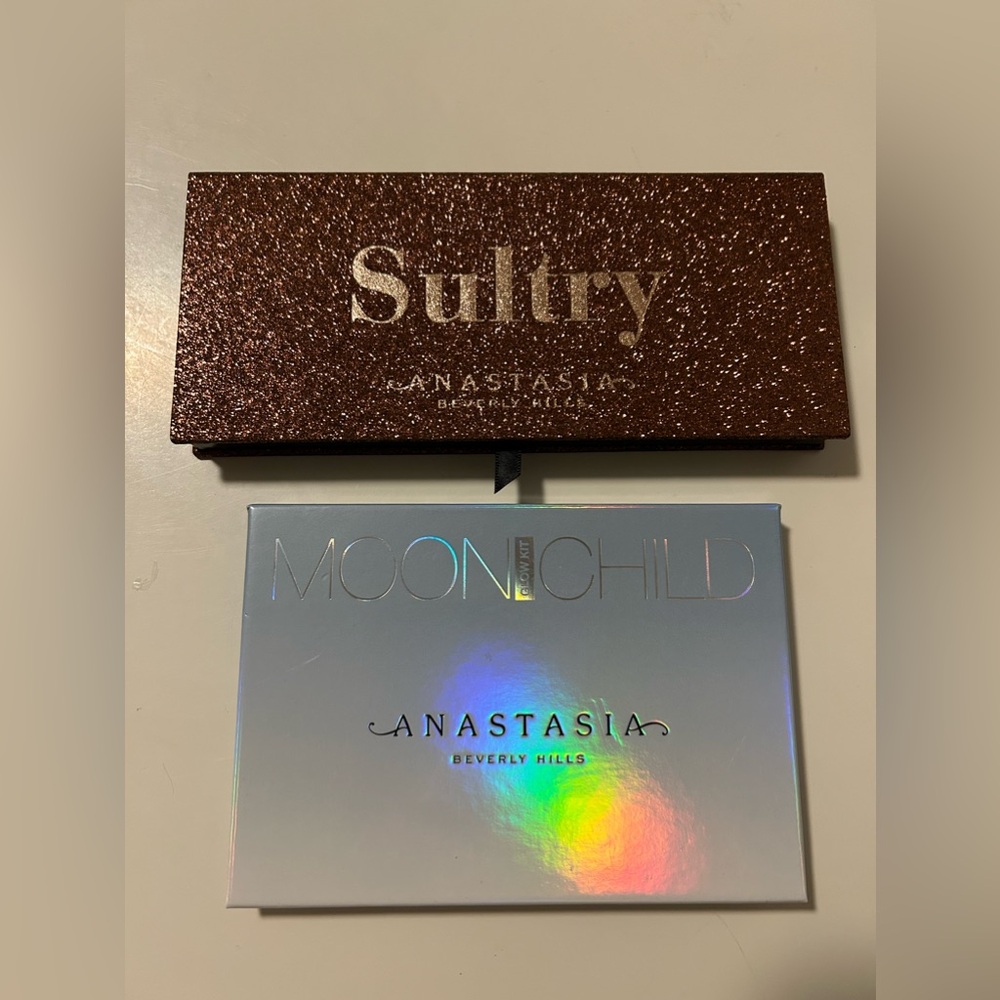 Sultry
ANASTASIA
BEVERLY HILLS
MOON GLOW KIT CHILD
ANASTASIA
BEVERLY HILLS